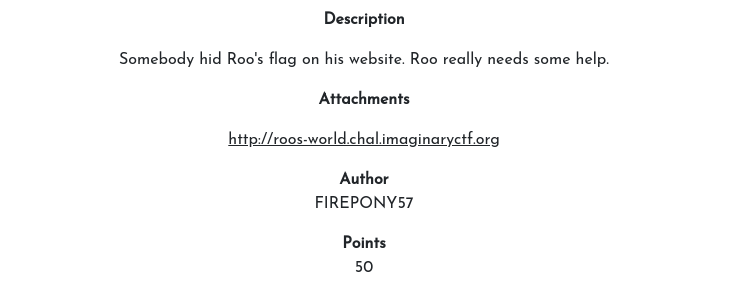 Description
Somebody hid Roo's flag on his website. Roo really needs some help.
Attachments
http://roos-world.chal.imaginaryctf.org
Author
FIREPONY57
Points
50